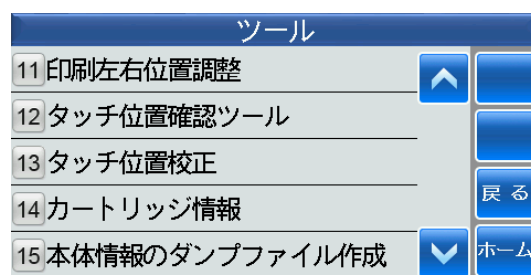 ツール
11 印刷左右位置調整
12 タッチ位置確認ツール
13 タッチ位置校正
14 カートリッジ情報
15 本体情報のダンプファイル作成
戻る
ホーム